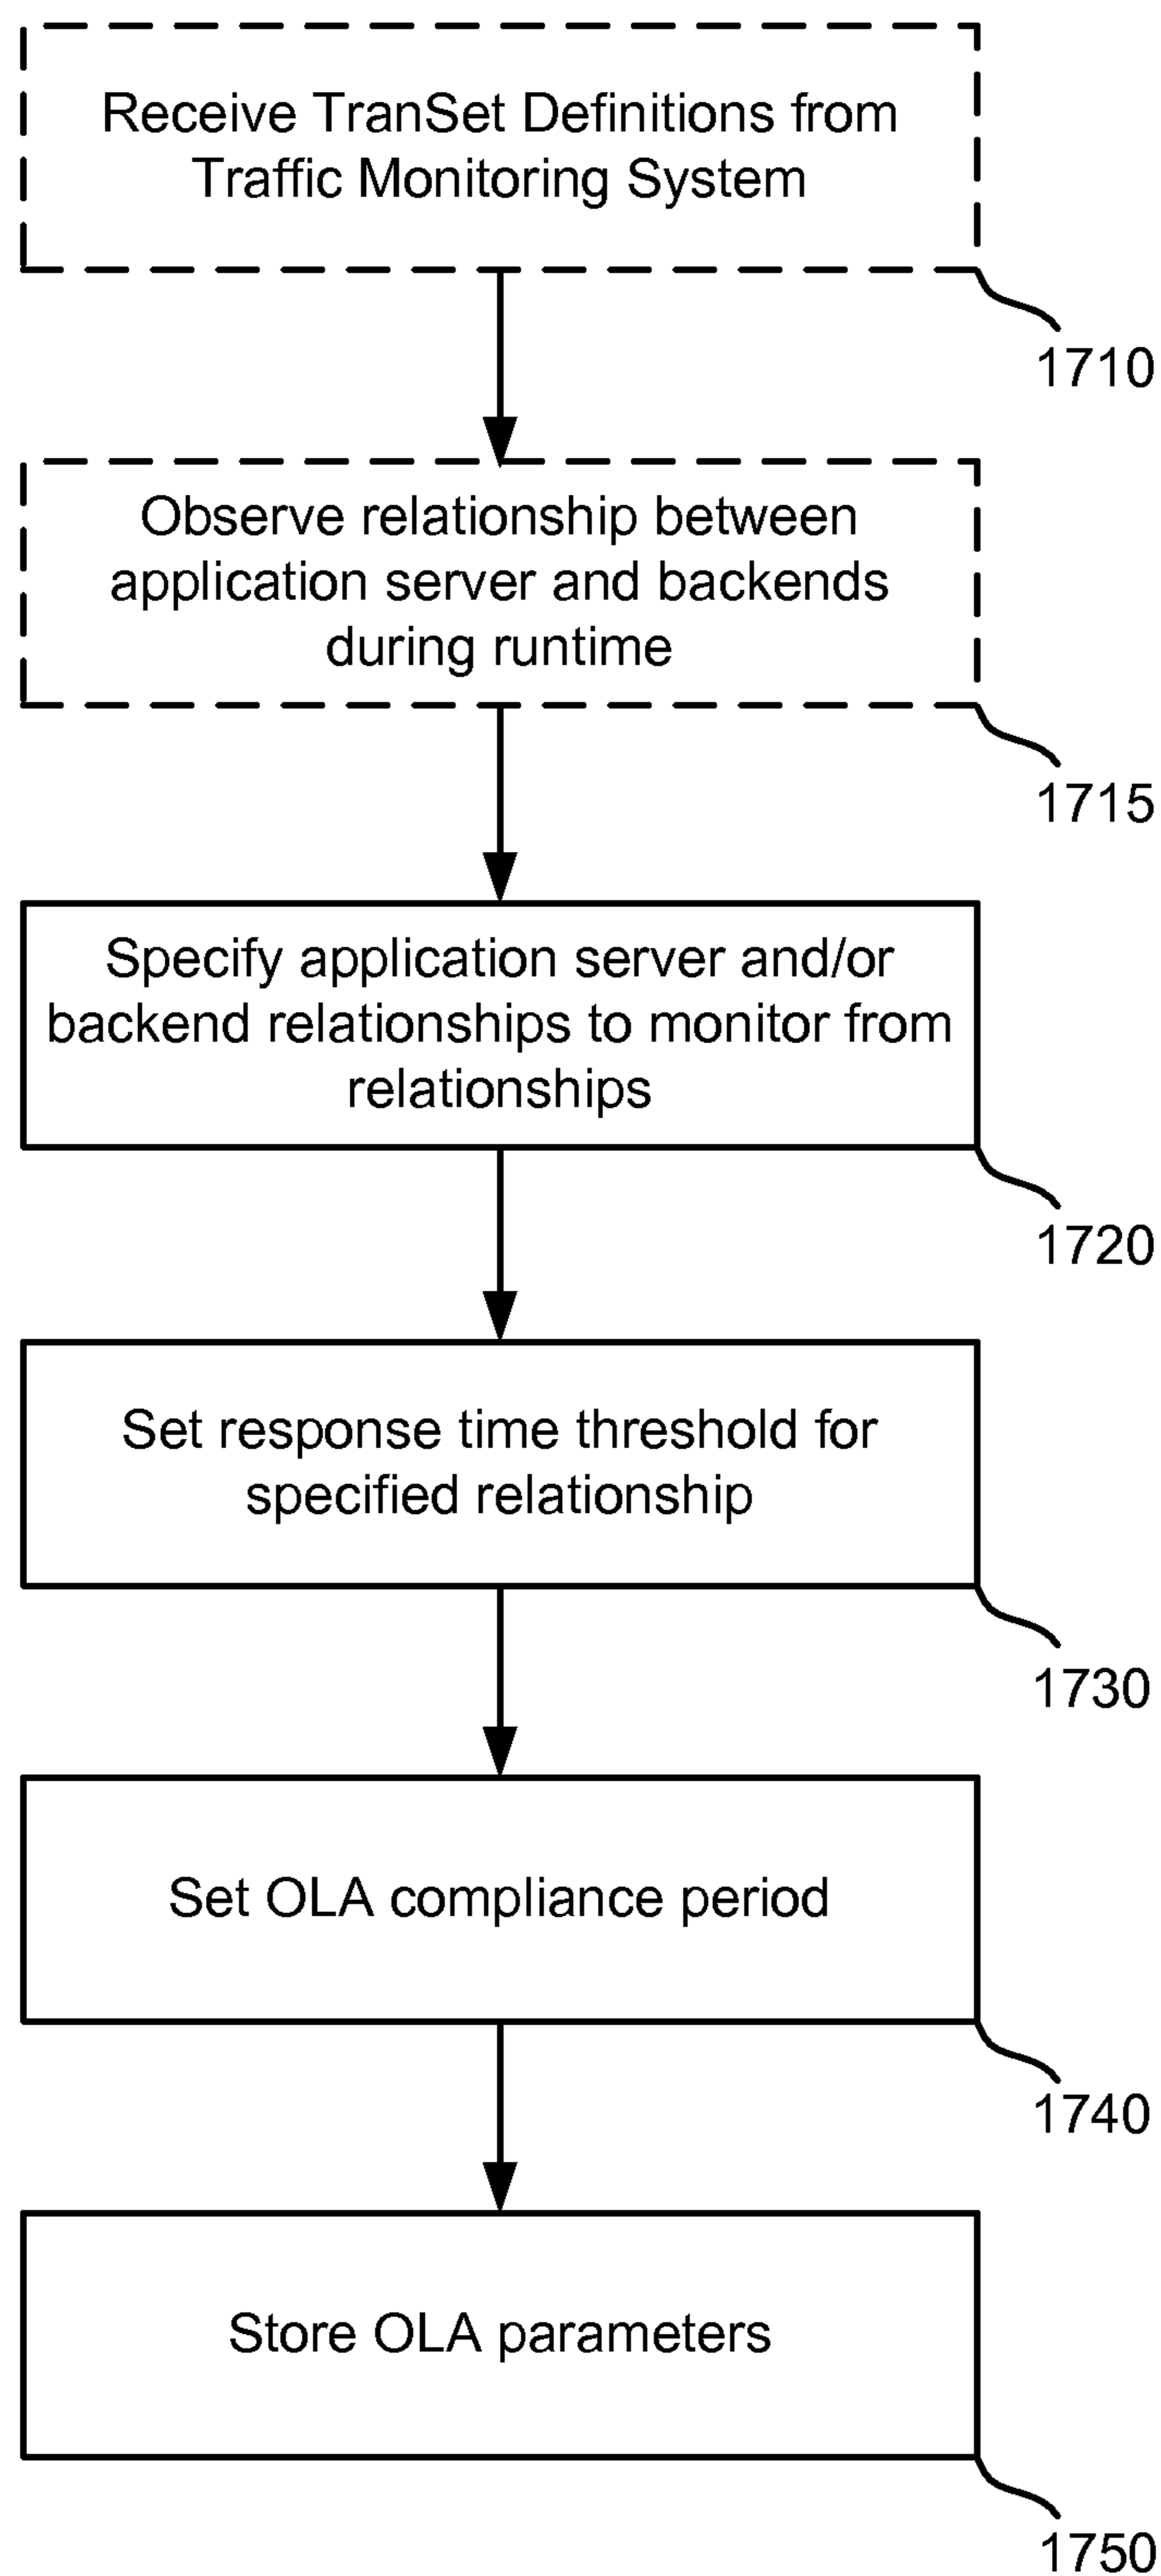 Receive TranSet Definitions from
Traffic Monitoring System
1710
Observe relationship between
application server and backends
during runtime
1715
Specify application server and/or
backend relationships to monitor from
relationships
1720
Set response time threshold for
specified relationship
1730
Set OLA compliance period
1740
Store OLA parameters
1750